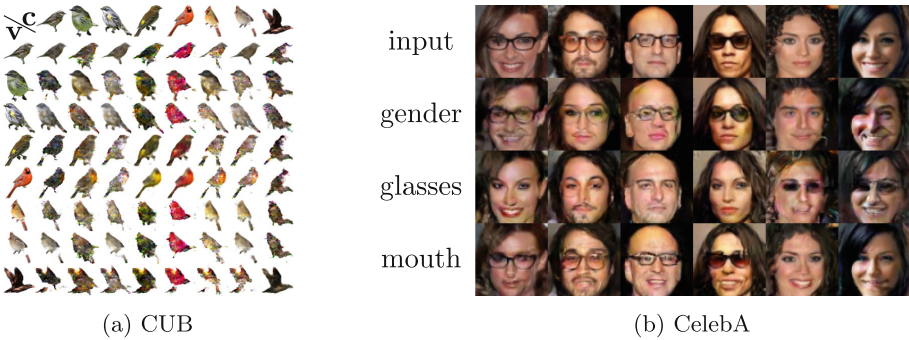 v c
input
gender
glasses
mouth
(a) CUB
(b) CelebA